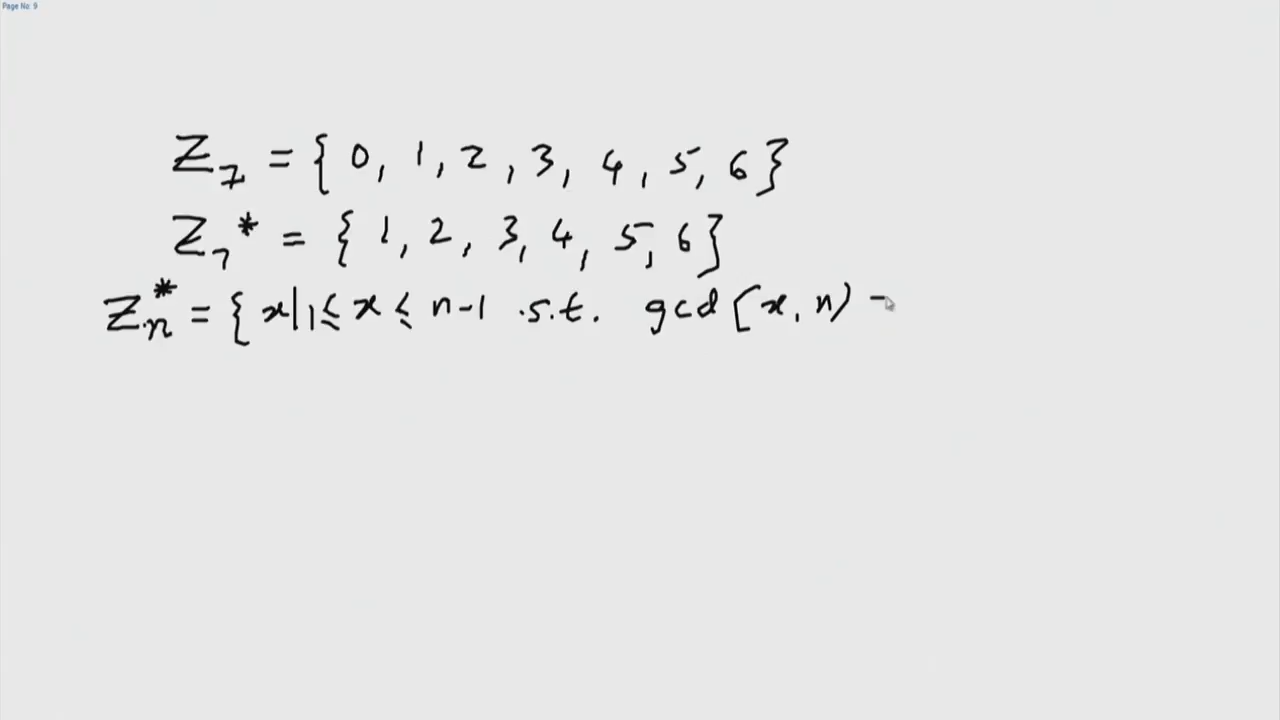 Page No: 9
Z₇ = { 0, 1, 2, 3, 4, 5, 6 }
Z₇* = { 1, 2, 3, 4, 5, 6 }
Zₙ* = { x | 1 ≤ x ≤ n-1 .s.t. gcd (x, n) -